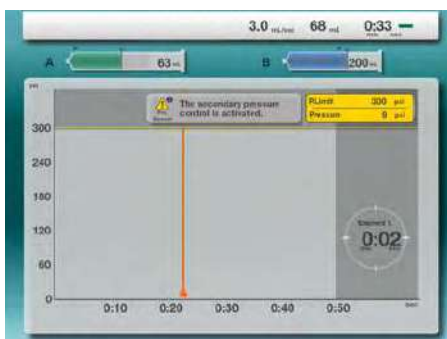 3.0 mL/sec 68 mL 0:33
A 63 mL B 200 mL
psi
The secondary pressure
control is activated.
P.Limit 300 psi
Pressure 0 psi
300
240
180
120
60
0
Elapsed t.
0:02
0:10 0:20 0:30 0:40 0:50